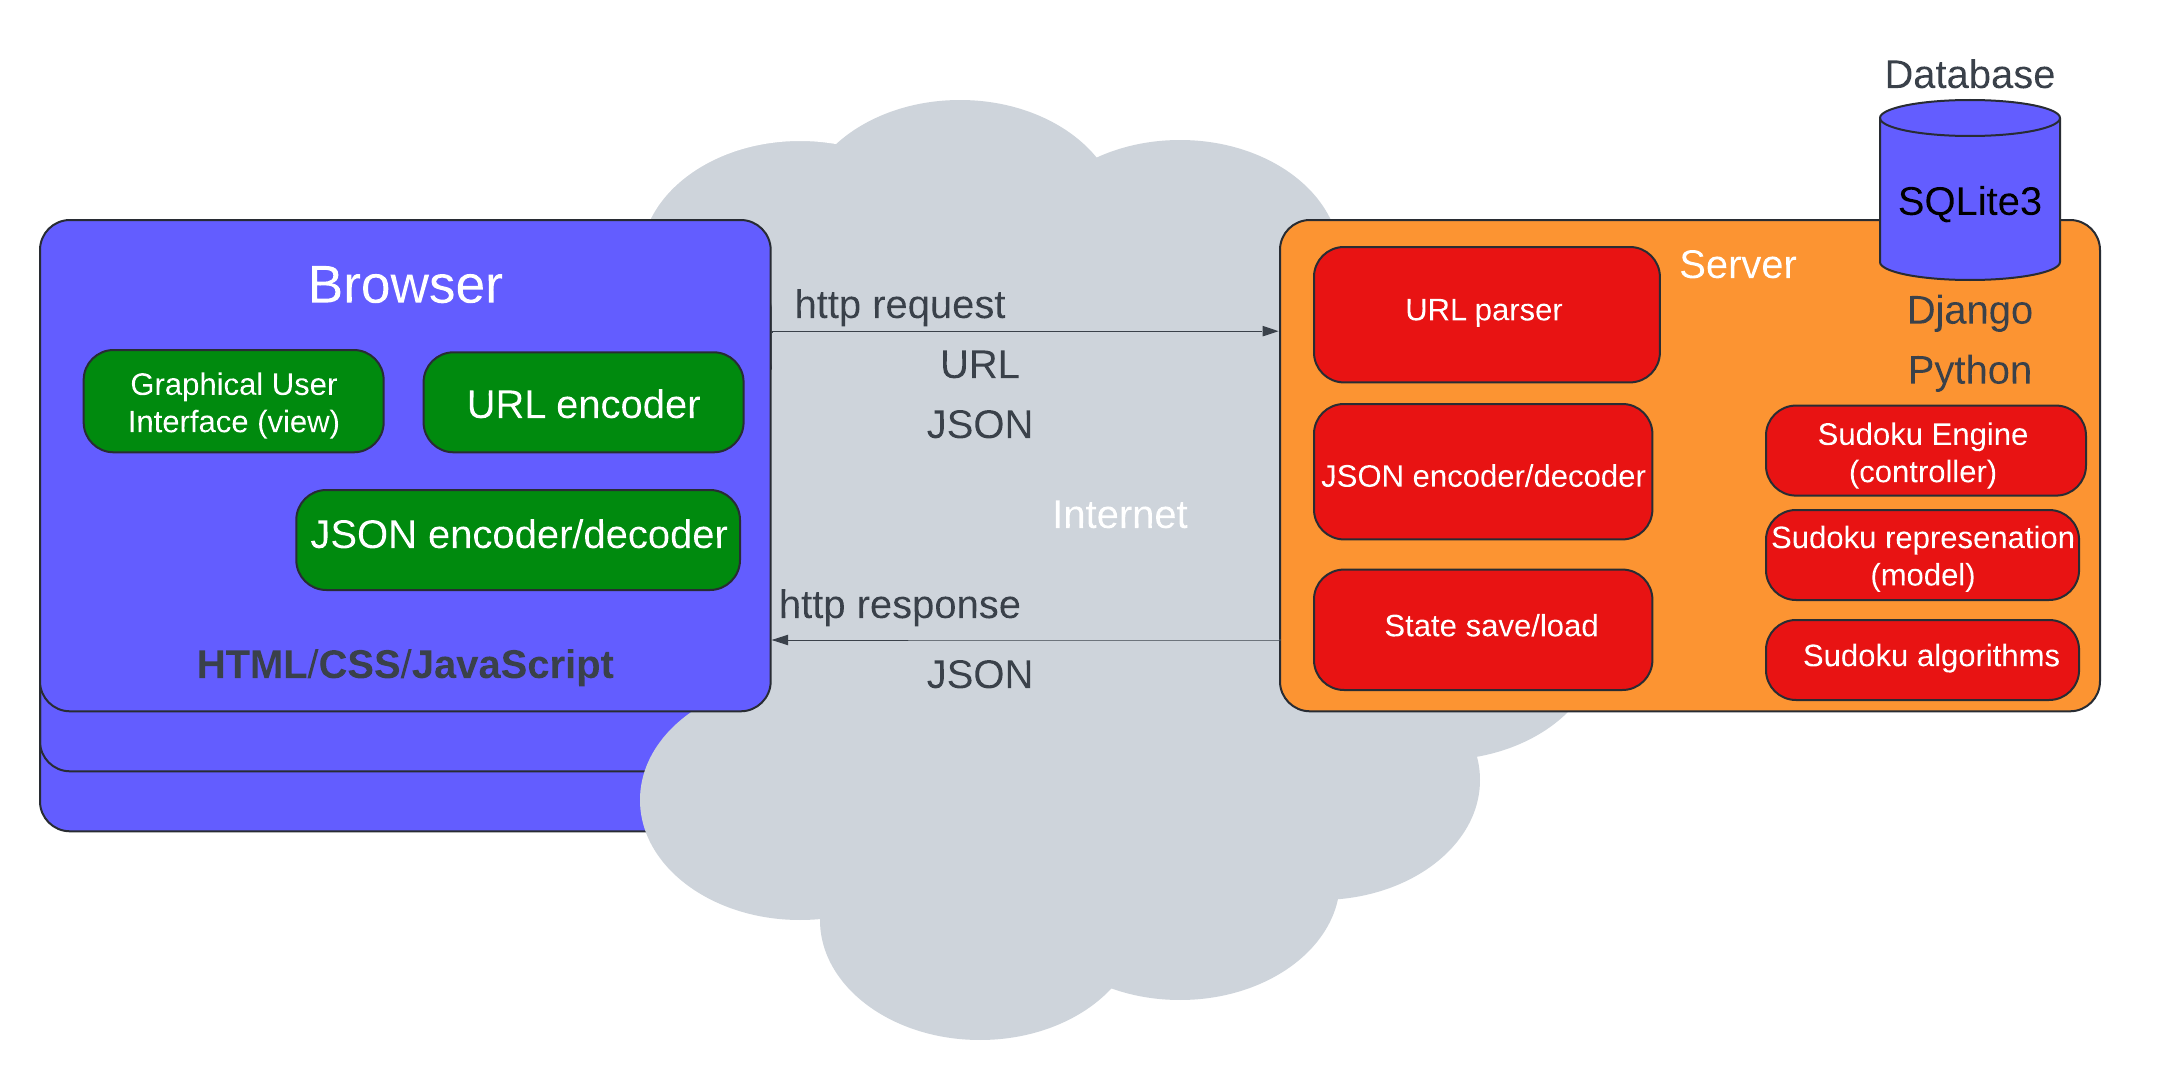 Database
SQLite3
Browser
Graphical User
Interface (view)
URL encoder
JSON encoder/decoder
HTML/CSS/JavaScript
http request
URL
JSON
Internet
http response
JSON
Server
URL parser
JSON encoder/decoder
State save/load
Django
Python
Sudoku Engine
(controller)
Sudoku represenation
(model)
Sudoku algorithms